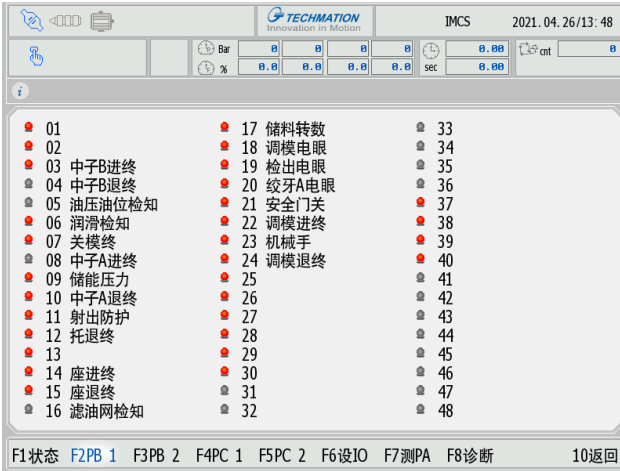 TECHMATION
Innovation in Motion
IMCS
2021.04.26/13:48
Bar 0 0 0 0 0.00 cnt 0
% 0.0 0.0 0.0 0.0 sec 0.00
i
01
02
03 中子B进终
04 中子B退终
05 油压油位检知
06 润滑检知
07 关模终
08 中子A进终
09 储能压力
10 中子A退终
11 射出防护
12 托退终
13
14 座进终
15 座退终
16 滤油网检知
17 储料转数
18 调模电眼
19 检出电眼
20 绞牙A电眼
21 安全门关
22 调模进终
23 机械手
24 调模退终
25
26
27
28
29
30
31
32
33
34
35
36
37
38
39
40
41
42
43
44
45
46
47
48
F1状态 F2PB 1 F3PB 2 F4PC 1 F5PC 2 F6设IO F7测PA F8诊断 10返回